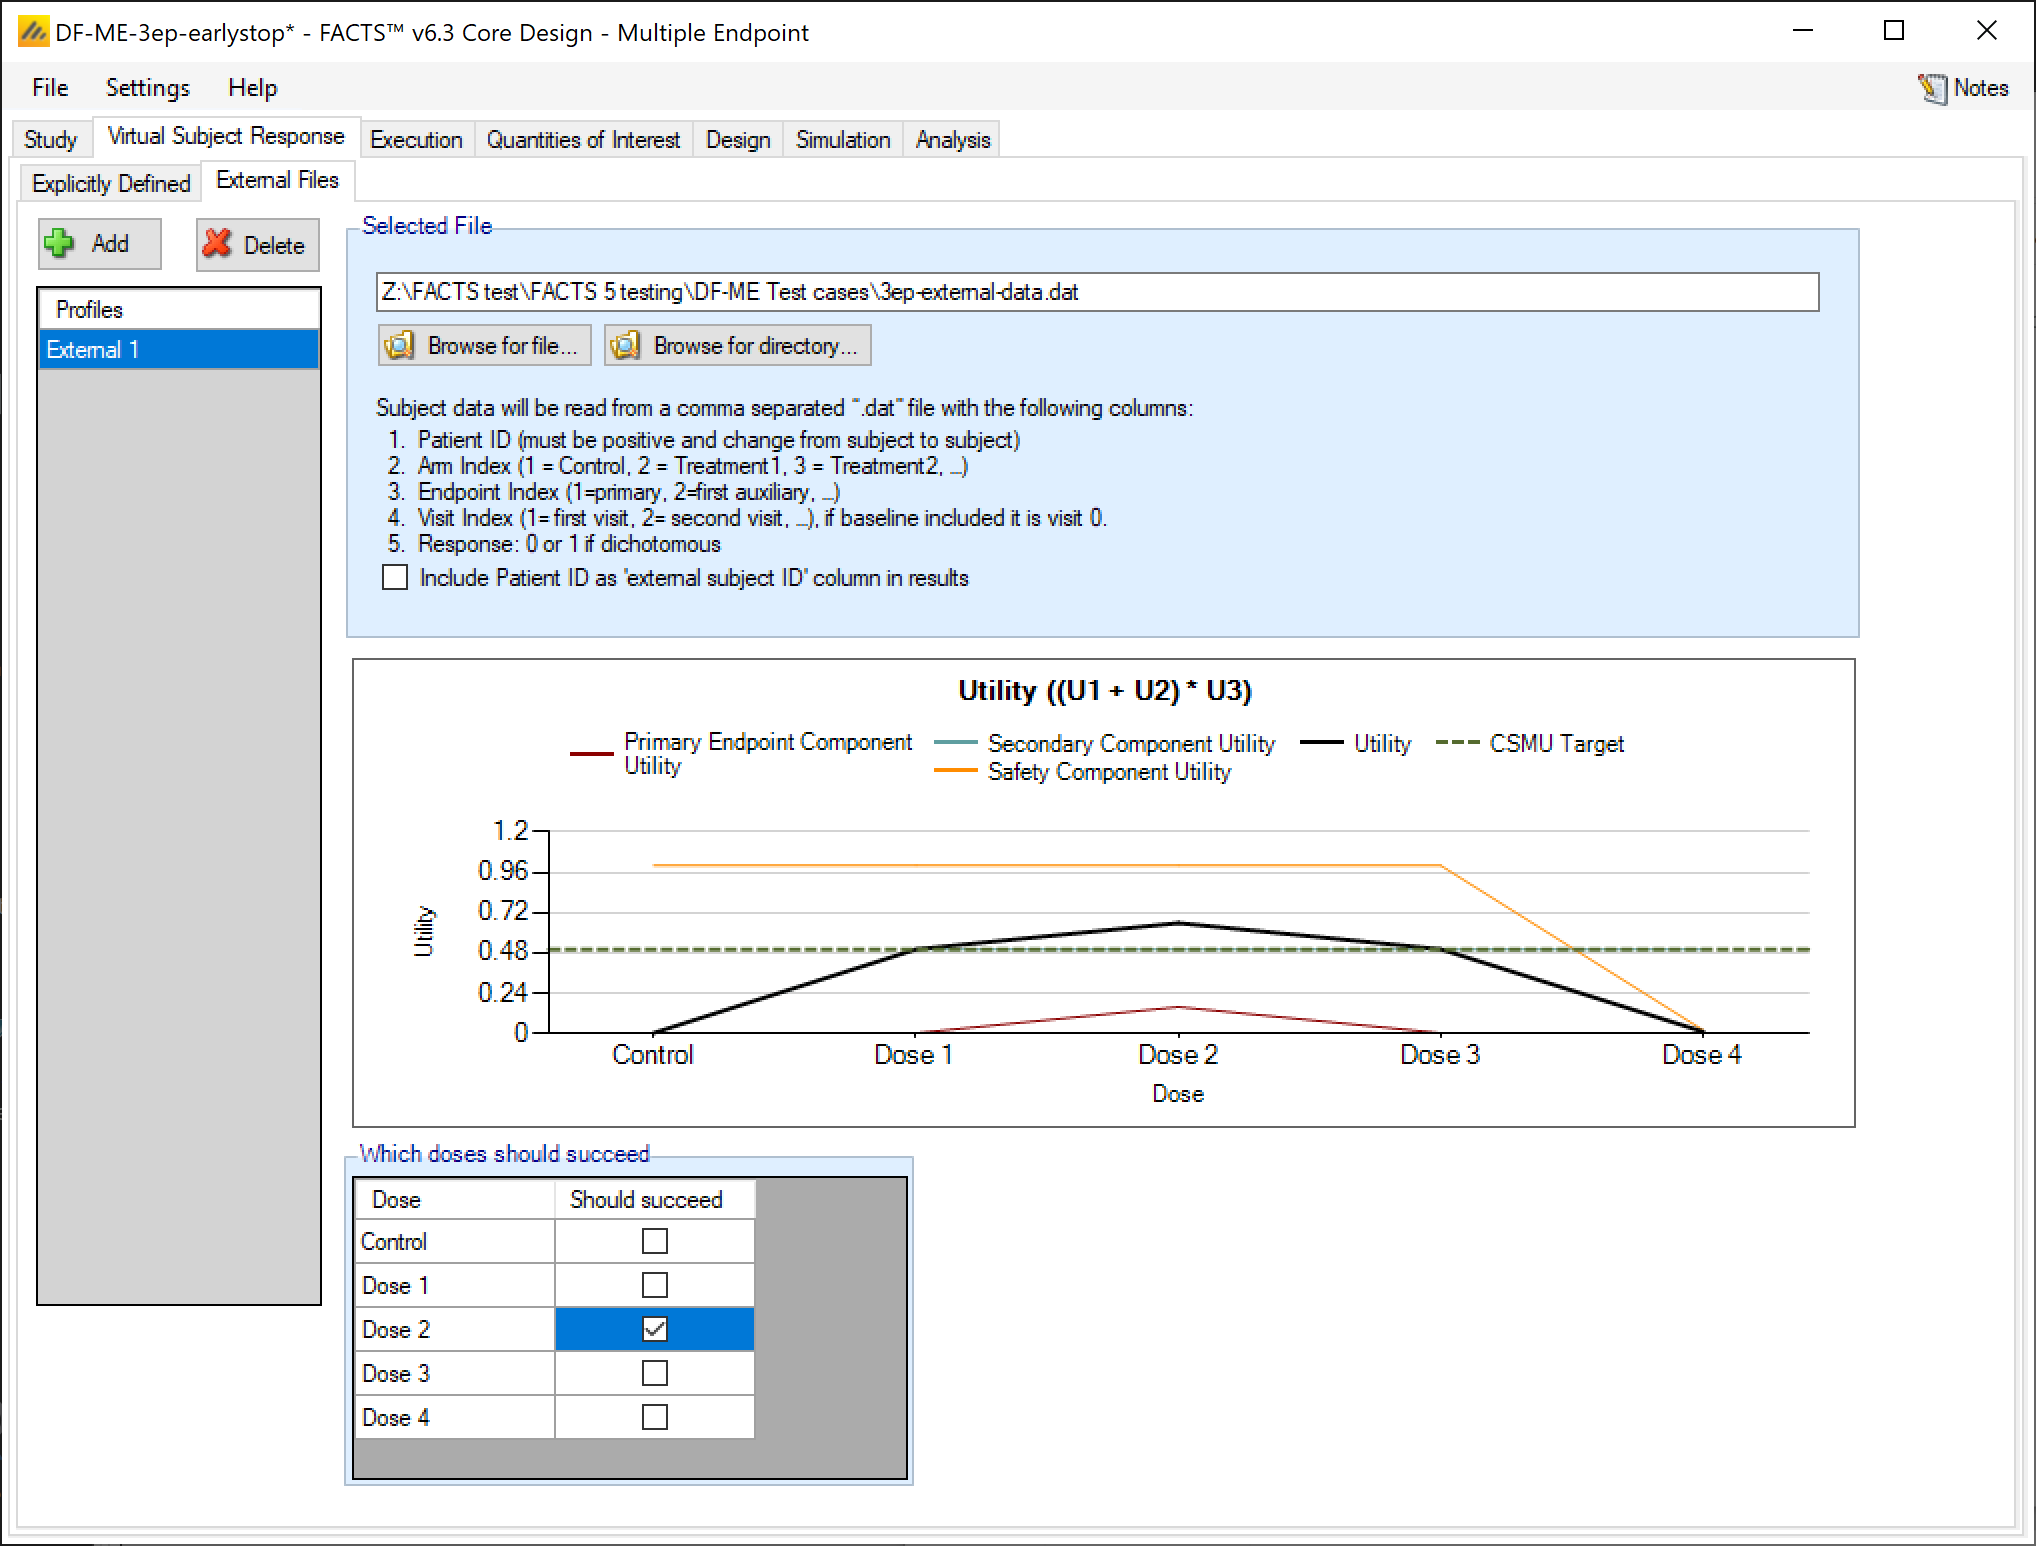 DF-ME-3ep-earlystop* - FACTS™ v6.3 Core Design - Multiple Endpoint
File Settings Help Notes
Study Virtual Subject Response Execution Quantities of Interest Design Simulation Analysis
Explicitly Defined External Files
Add Delete
Profiles
External 1
Selected File
Z:\FACTS test\FACTS 5 testing\DF-ME Test cases\3ep-external-data.dat
Browse for file... Browse for directory...
Subject data will be read from a comma separated ".dat" file with the following columns:
1. Patient ID (must be positive and change from subject to subject)
2. Arm Index (1 = Control, 2 = Treatment1, 3 = Treatment2, ...)
3. Endpoint Index (1=primary, 2=first auxiliary, ...)
4. Visit Index (1= first visit, 2= second visit, ...), if baseline included it is visit 0.
5. Response: 0 or 1 if dichotomous
Include Patient ID as 'external subject ID' column in results
Utility ((U1 + U2) * U3)
Primary Endpoint Component
Utility
Secondary Component Utility
Safety Component Utility
Utility
CSMU Target
1.2
0.96
0.72
0.48
0.24
0
Utility
Control Dose 1 Dose 2 Dose 3 Dose 4
Dose
Which doses should succeed
Dose Should succeed
Control
Dose 1
Dose 2
Dose 3
Dose 4